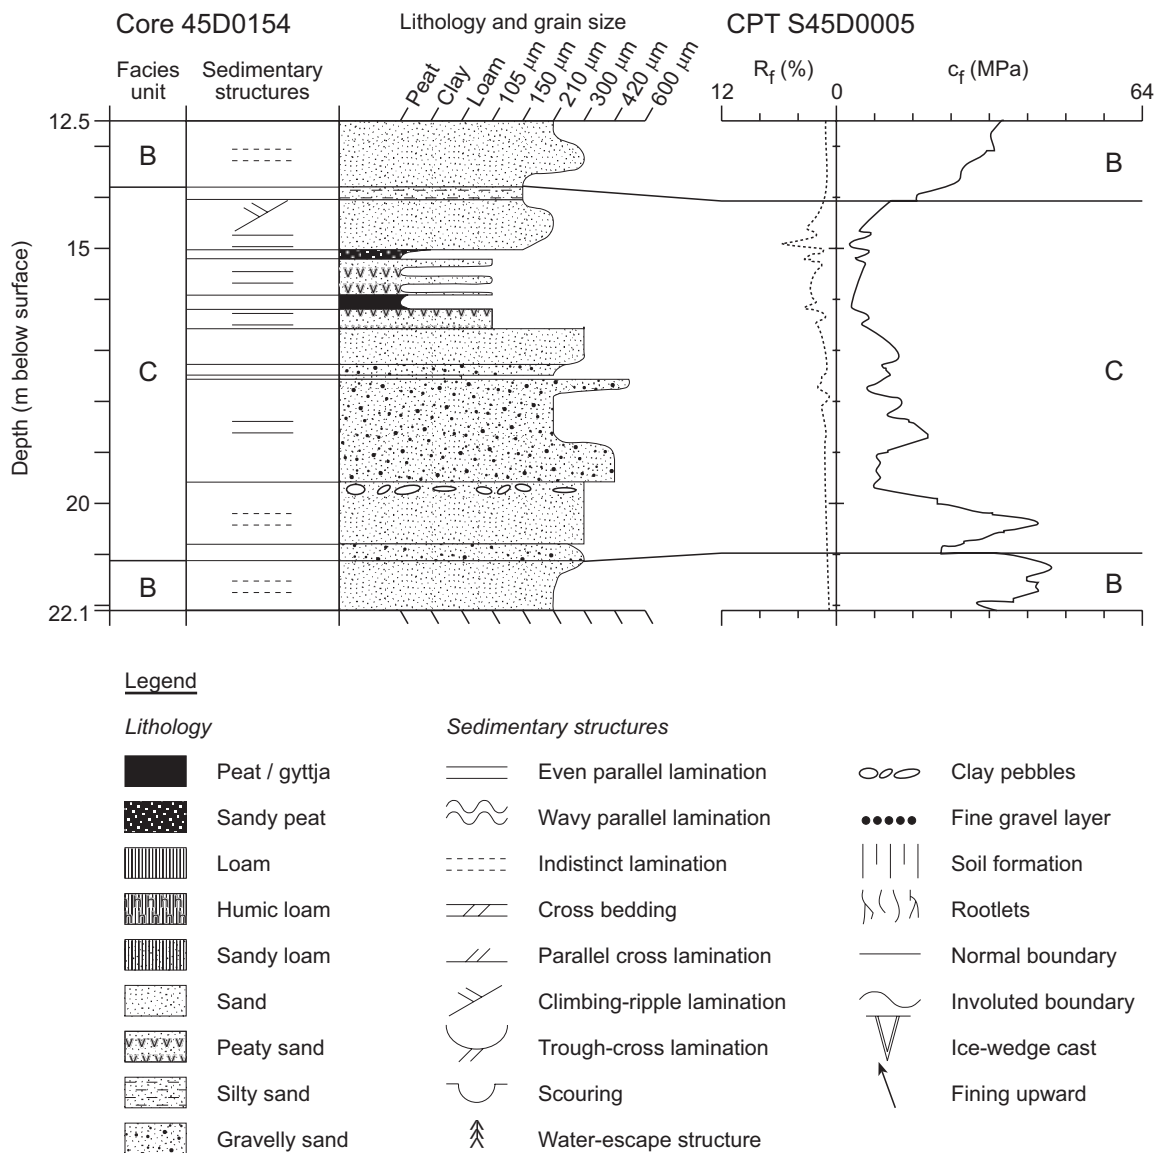 Core 45D0154
Lithology and grain size
CPT S45D0005
Facies unit
Sedimentary structures
Peat
Clay
Loam
105 µm
150 µm
210 µm
300 µm
420 µm
600 µm
R_f (%)
c_f (MPa)
12
0
64
Depth (m below surface)
12.5
15
20
22.1
B
C
B
B
C
B
Legend
Lithology
Peat / gyttja
Sandy peat
Loam
Humic loam
Sandy loam
Sand
Peaty sand
Silty sand
Gravelly sand
Sedimentary structures
Even parallel lamination
Wavy parallel lamination
Indistinct lamination
Cross bedding
Parallel cross lamination
Climbing-ripple lamination
Trough-cross lamination
Scouring
Water-escape structure
Clay pebbles
Fine gravel layer
Soil formation
Rootlets
Normal boundary
Involuted boundary
Ice-wedge cast
Fining upward